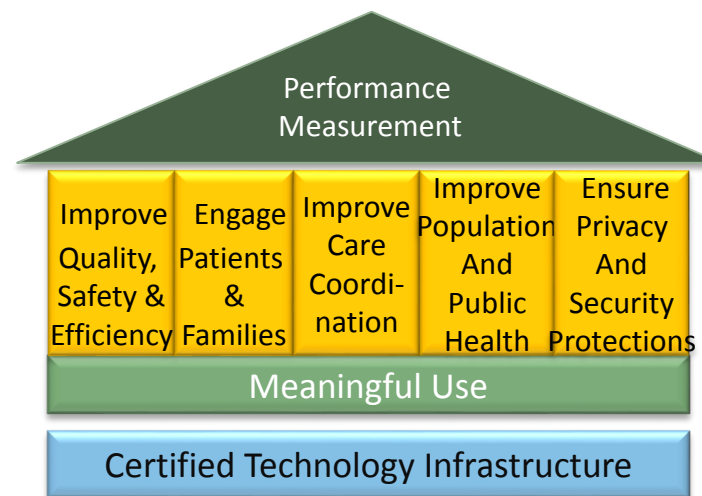 Performance
Measurement
Improve
Quality,
Safety &
Efficiency
Engage
Patients
&
Families
Improve
Care
Coordi-
nation
Improve
Population
And
Public
Health
Ensure
Privacy
And
Security
Protections
Meaningful Use
Certified Technology Infrastructure